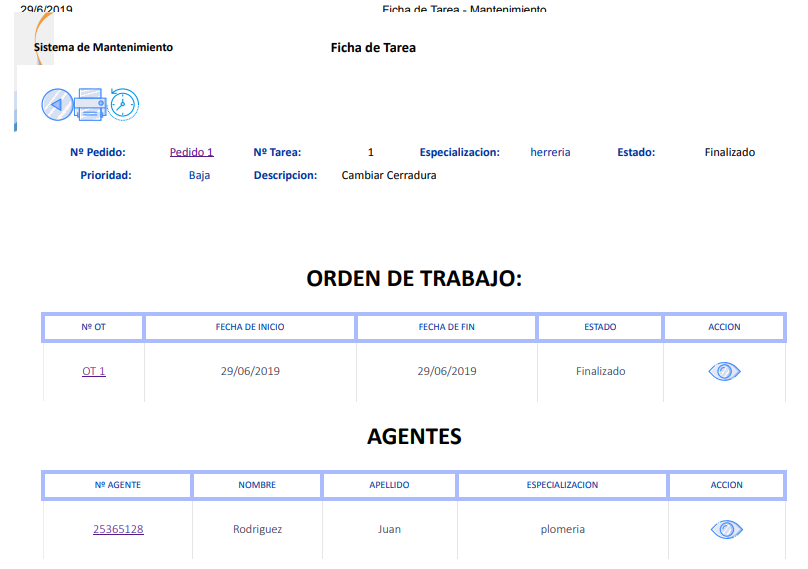 29/6/2019 Ficha de Tarea - Mantenimiento
Sistema de Mantenimiento Ficha de Tarea
Nº Pedido: Pedido 1 Nº Tarea: 1 Especializacion: herreria Estado: Finalizado
Prioridad: Baja Descripcion: Cambiar Cerradura
ORDEN DE TRABAJO:
Nº OT FECHA DE INICIO FECHA DE FIN ESTADO ACCION
OT 1 29/06/2019 29/06/2019 Finalizado
AGENTES
Nº AGENTE NOMBRE APELLIDO ESPECIALIZACION ACCION
25365128 Rodriguez Juan plomeria